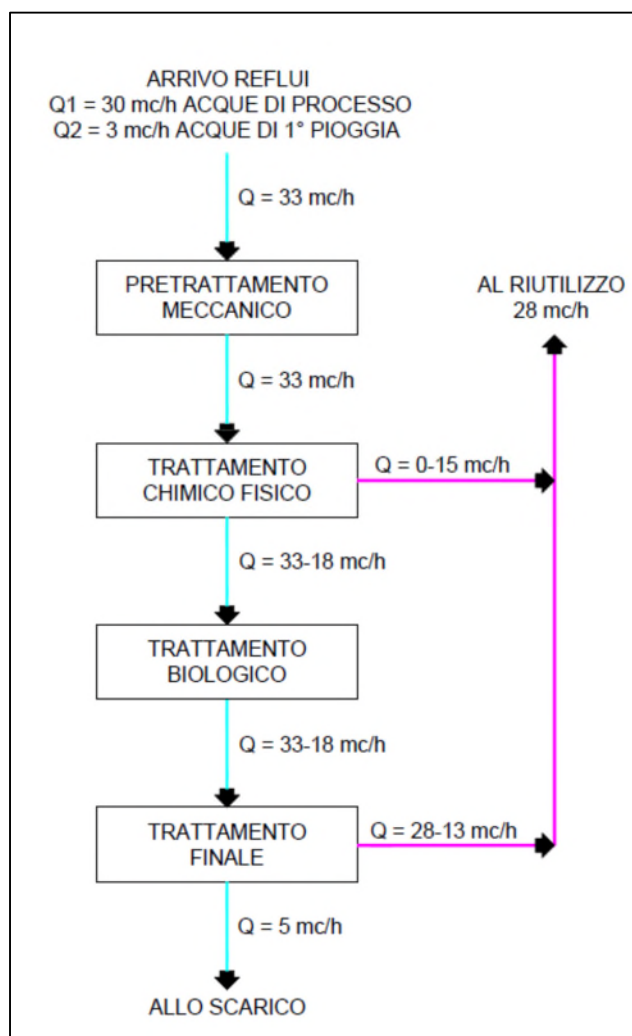 ARRIVO REFLUI
Q1 = 30 mc/h ACQUE DI PROCESSO
Q2 = 3 mc/h ACQUE DI 1° PIOGGIA
Q = 33 mc/h
PRETRATTAMENTO
MECCANICO
AL RIUTILIZZO
28 mc/h
Q = 33 mc/h
TRATTAMENTO
CHIMICO FISICO
Q = 0-15 mc/h
Q = 33-18 mc/h
TRATTAMENTO
BIOLOGICO
Q = 33-18 mc/h
TRATTAMENTO
FINALE
Q = 28-13 mc/h
Q = 5 mc/h
ALLO SCARICO